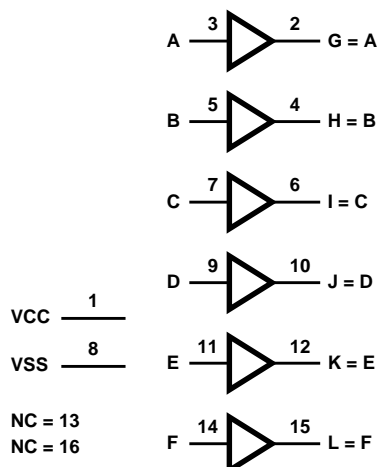 A 3 2 G = A
B 5 4 H = B
C 7 6 I = C
D 9 10 J = D
VCC 1
VSS 8
E 11 12 K = E
NC = 13
NC = 16
F 14 15 L = F